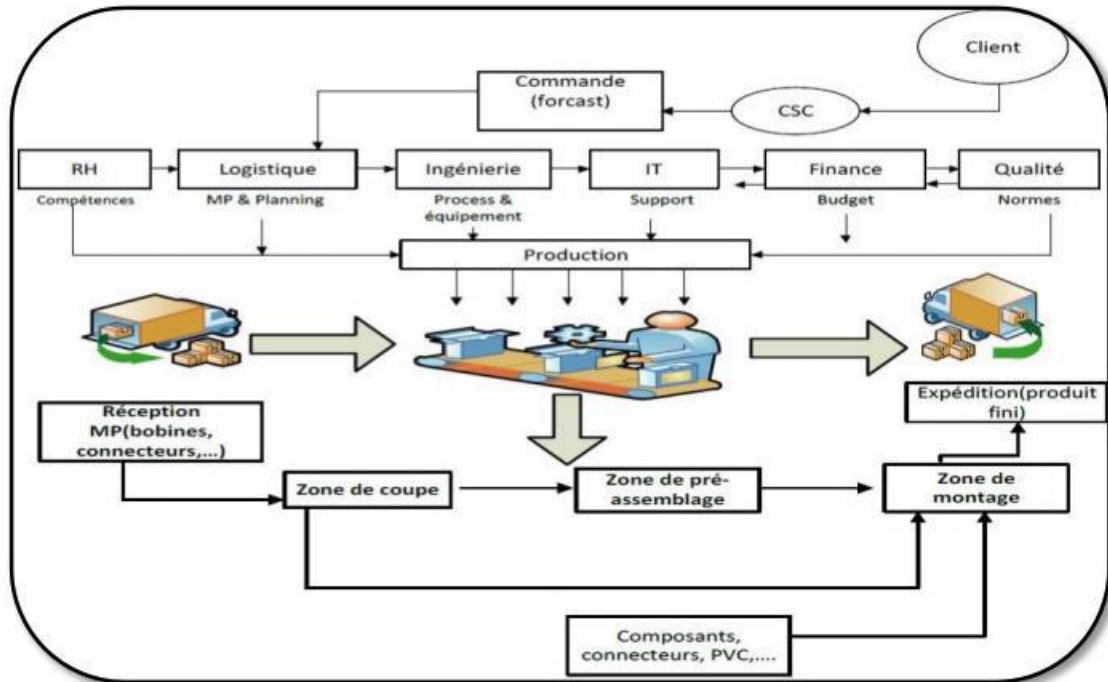 Client
Commande
(forcast)
CSC
RH
Logistique
Ingénierie
IT
Finance
Qualité
Compétences
MP & Planning
Process &
équipement
Support
Budget
Normes
Production
Réception
MP(bobines,
connecteurs,...)
Expédition(produit
fini)
Zone de coupe
Zone de pré-
assemblage
Zone de
montage
Composants,
connecteurs, PVC,....